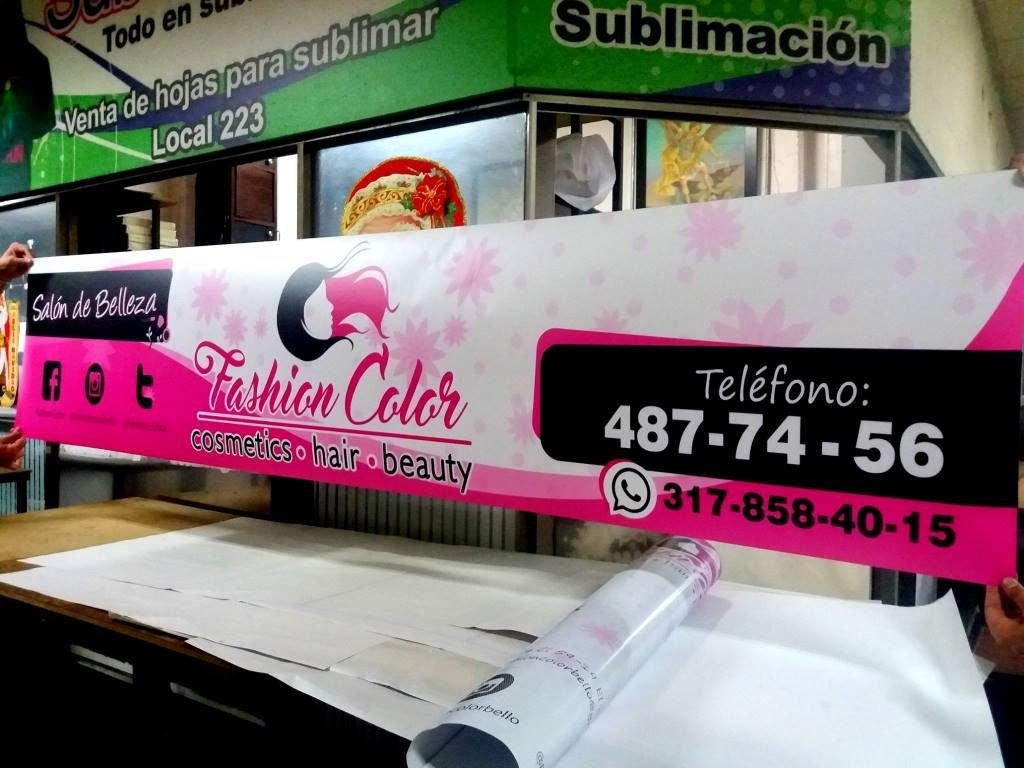 Todo en
Venta de hojas para sublimar
Local 223
Sublimación
Salón de Belleza
Fashion Color
cosmetics • hair • beauty
Teléfono:
487-74-56
317-858-40-15
colorbello